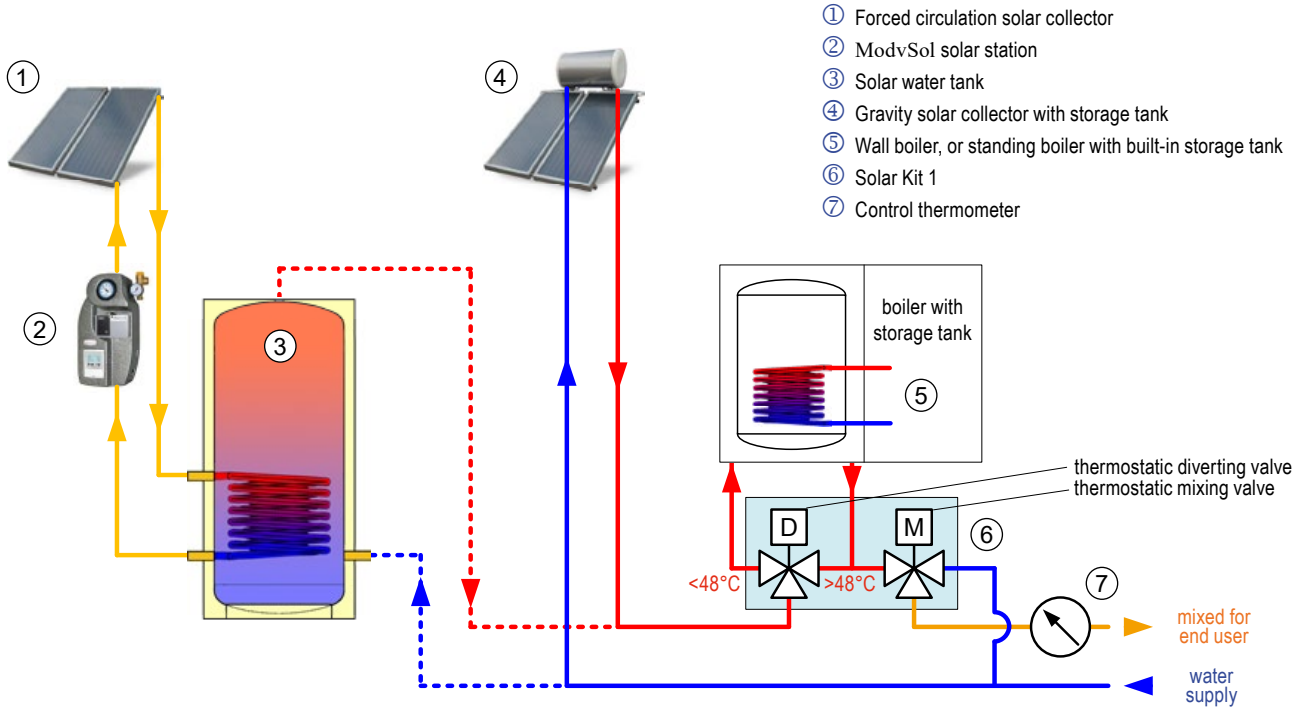 ① Forced circulation solar collector
② ModvSol solar station
③ Solar water tank
④ Gravity solar collector with storage tank
⑤ Wall boiler, or standing boiler with built-in storage tank
⑥ Solar Kit 1
⑦ Control thermometer
①
④
②
③
boiler with
storage tank
⑤
thermostatic diverting valve
thermostatic mixing valve
D
M
⑥
<48°C
>48°C
⑦
mixed for
end user
water
supply